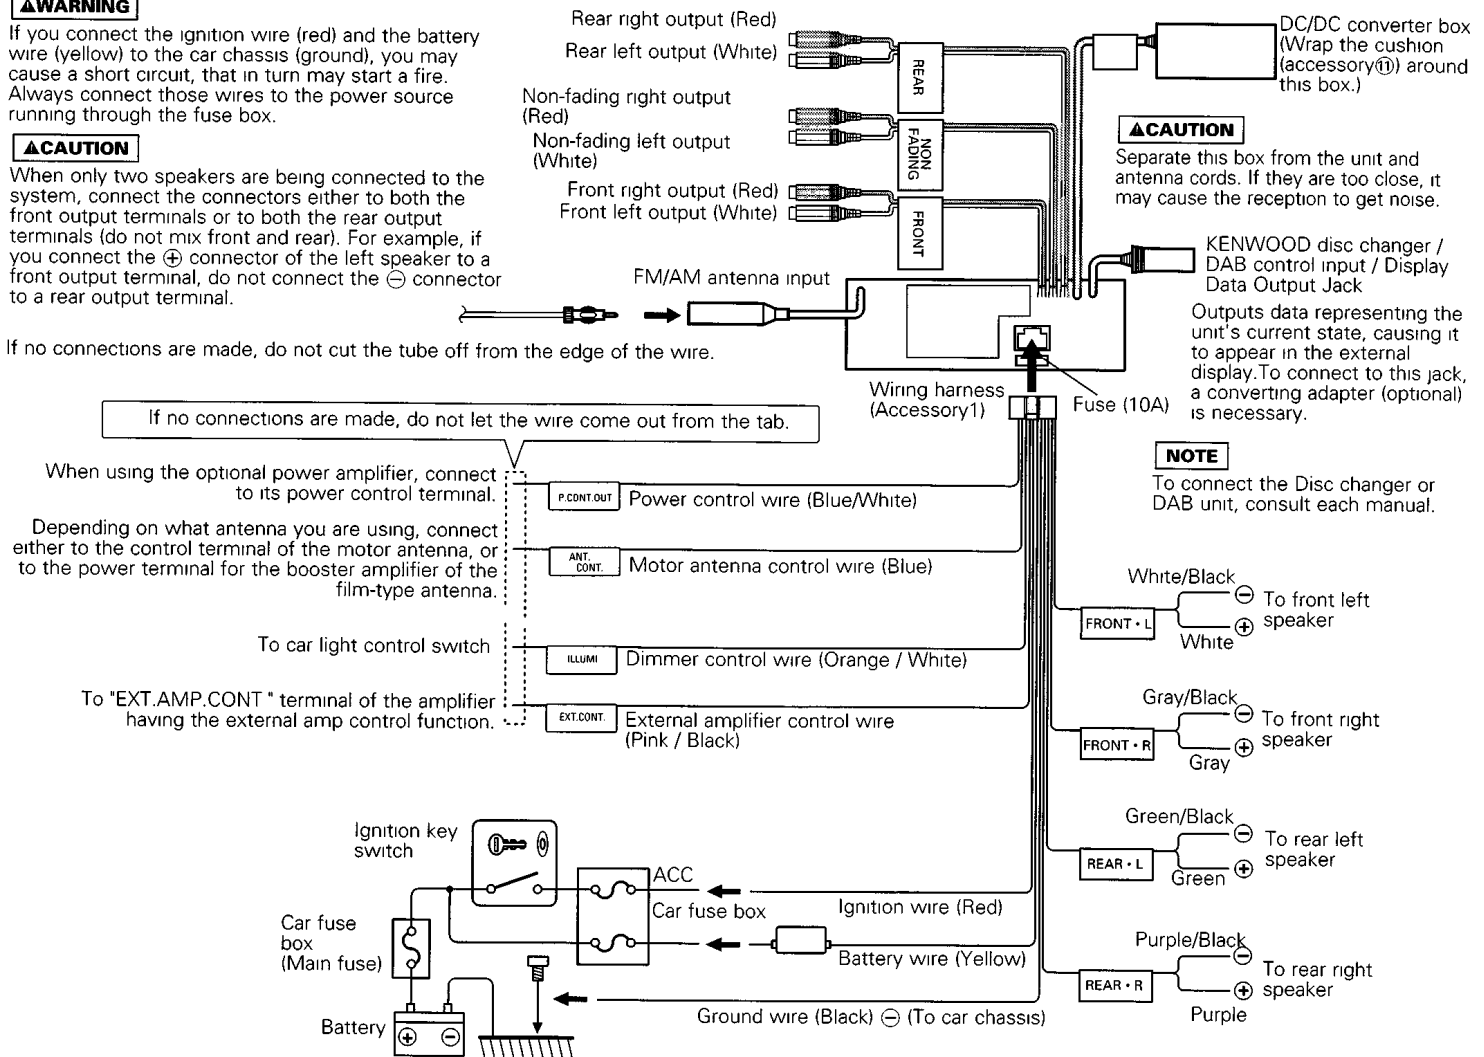 ▲WARNING
If you connect the ignition wire (red) and the battery
wire (yellow) to the car chassis (ground), you may
cause a short circuit, that in turn may start a fire.
Always connect those wires to the power source
running through the fuse box.
▲CAUTION
When only two speakers are being connected to the
system, connect the connectors either to both the
front output terminals or to both the rear output
terminals (do not mix front and rear). For example, if
you connect the ⊕ connector of the left speaker to a
front output terminal, do not connect the ⊖ connector
to a rear output terminal.
If no connections are made, do not cut the tube off from the edge of the wire.
Rear right output (Red)
Rear left output (White)
REAR
Non-fading right output
(Red)
Non-fading left output
(White)
NON
FADING
Front right output (Red)
Front left output (White)
FRONT
FM/AM antenna input
DC/DC converter box
(Wrap the cushion
(accessory⑪) around
this box.)
▲CAUTION
Separate this box from the unit and
antenna cords. If they are too close, it
may cause the reception to get noise.
KENWOOD disc changer /
DAB control input / Display
Data Output Jack
Outputs data representing the
unit's current state, causing it
to appear in the external
display.To connect to this jack,
a converting adapter (optional)
is necessary.
Wiring harness
(Accessory1)
Fuse (10A)
NOTE
To connect the Disc changer or
DAB unit, consult each manual.
If no connections are made, do not let the wire come out from the tab.
When using the optional power amplifier, connect
to its power control terminal.
P.CONT.OUT
Power control wire (Blue/White)
Depending on what antenna you are using, connect
either to the control terminal of the motor antenna, or
to the power terminal for the booster amplifier of the
film-type antenna.
ANT.
CONT.
Motor antenna control wire (Blue)
To car light control switch
ILLUMI
Dimmer control wire (Orange / White)
To "EXT.AMP.CONT " terminal of the amplifier
having the external amp control function.
EXT.CONT.
External amplifier control wire
(Pink / Black)
White/Black
⊖
To front left
speaker
FRONT • L
⊕
White
Gray/Black
⊖
To front right
speaker
FRONT • R
⊕
Gray
Green/Black
⊖
To rear left
speaker
REAR • L
⊕
Green
Purple/Black
⊖
To rear right
speaker
REAR • R
⊕
Purple
Ignition key
switch
ACC
Car fuse box
Ignition wire (Red)
Car fuse
box
(Main fuse)
Battery wire (Yellow)
Ground wire (Black) ⊖ (To car chassis)
Battery
⊕
⊖